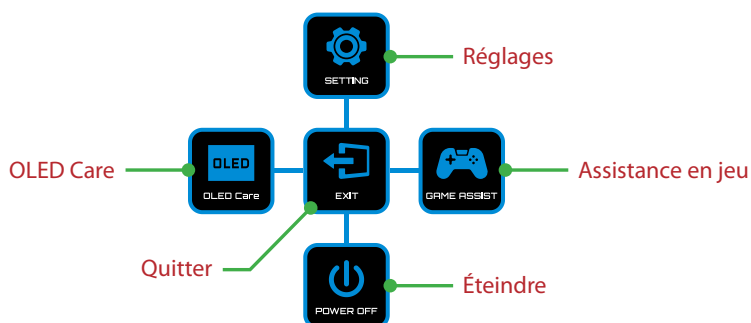 Réglages
SETTING
OLED Care
OLED
OLED Care
EXIT
GAME ASSIST
Assistance en jeu
Quitter
Éteindre
POWER OFF